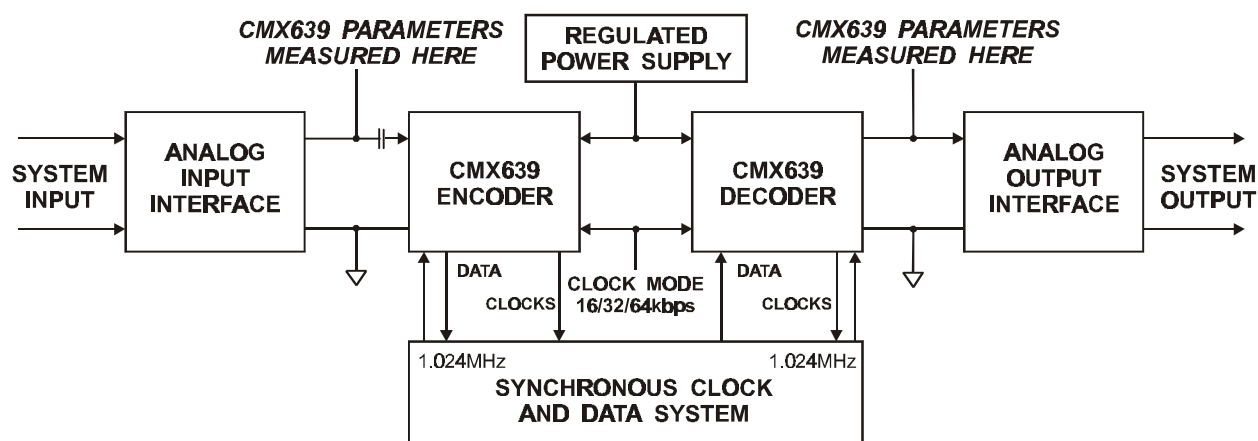 CMX639 PARAMETERS
MEASURED HERE
REGULATED
POWER SUPPLY
CMX639 PARAMETERS
MEASURED HERE
SYSTEM
INPUT
ANALOG
INPUT
INTERFACE
CMX639
ENCODER
CMX639
DECODER
ANALOG
OUTPUT
INTERFACE
SYSTEM
OUTPUT
DATA
CLOCKS
CLOCK MODE
16/32/64kbps
DATA
CLOCKS
1.024MHz
1.024MHz
SYNCHRONOUS CLOCK
AND DATA SYSTEM